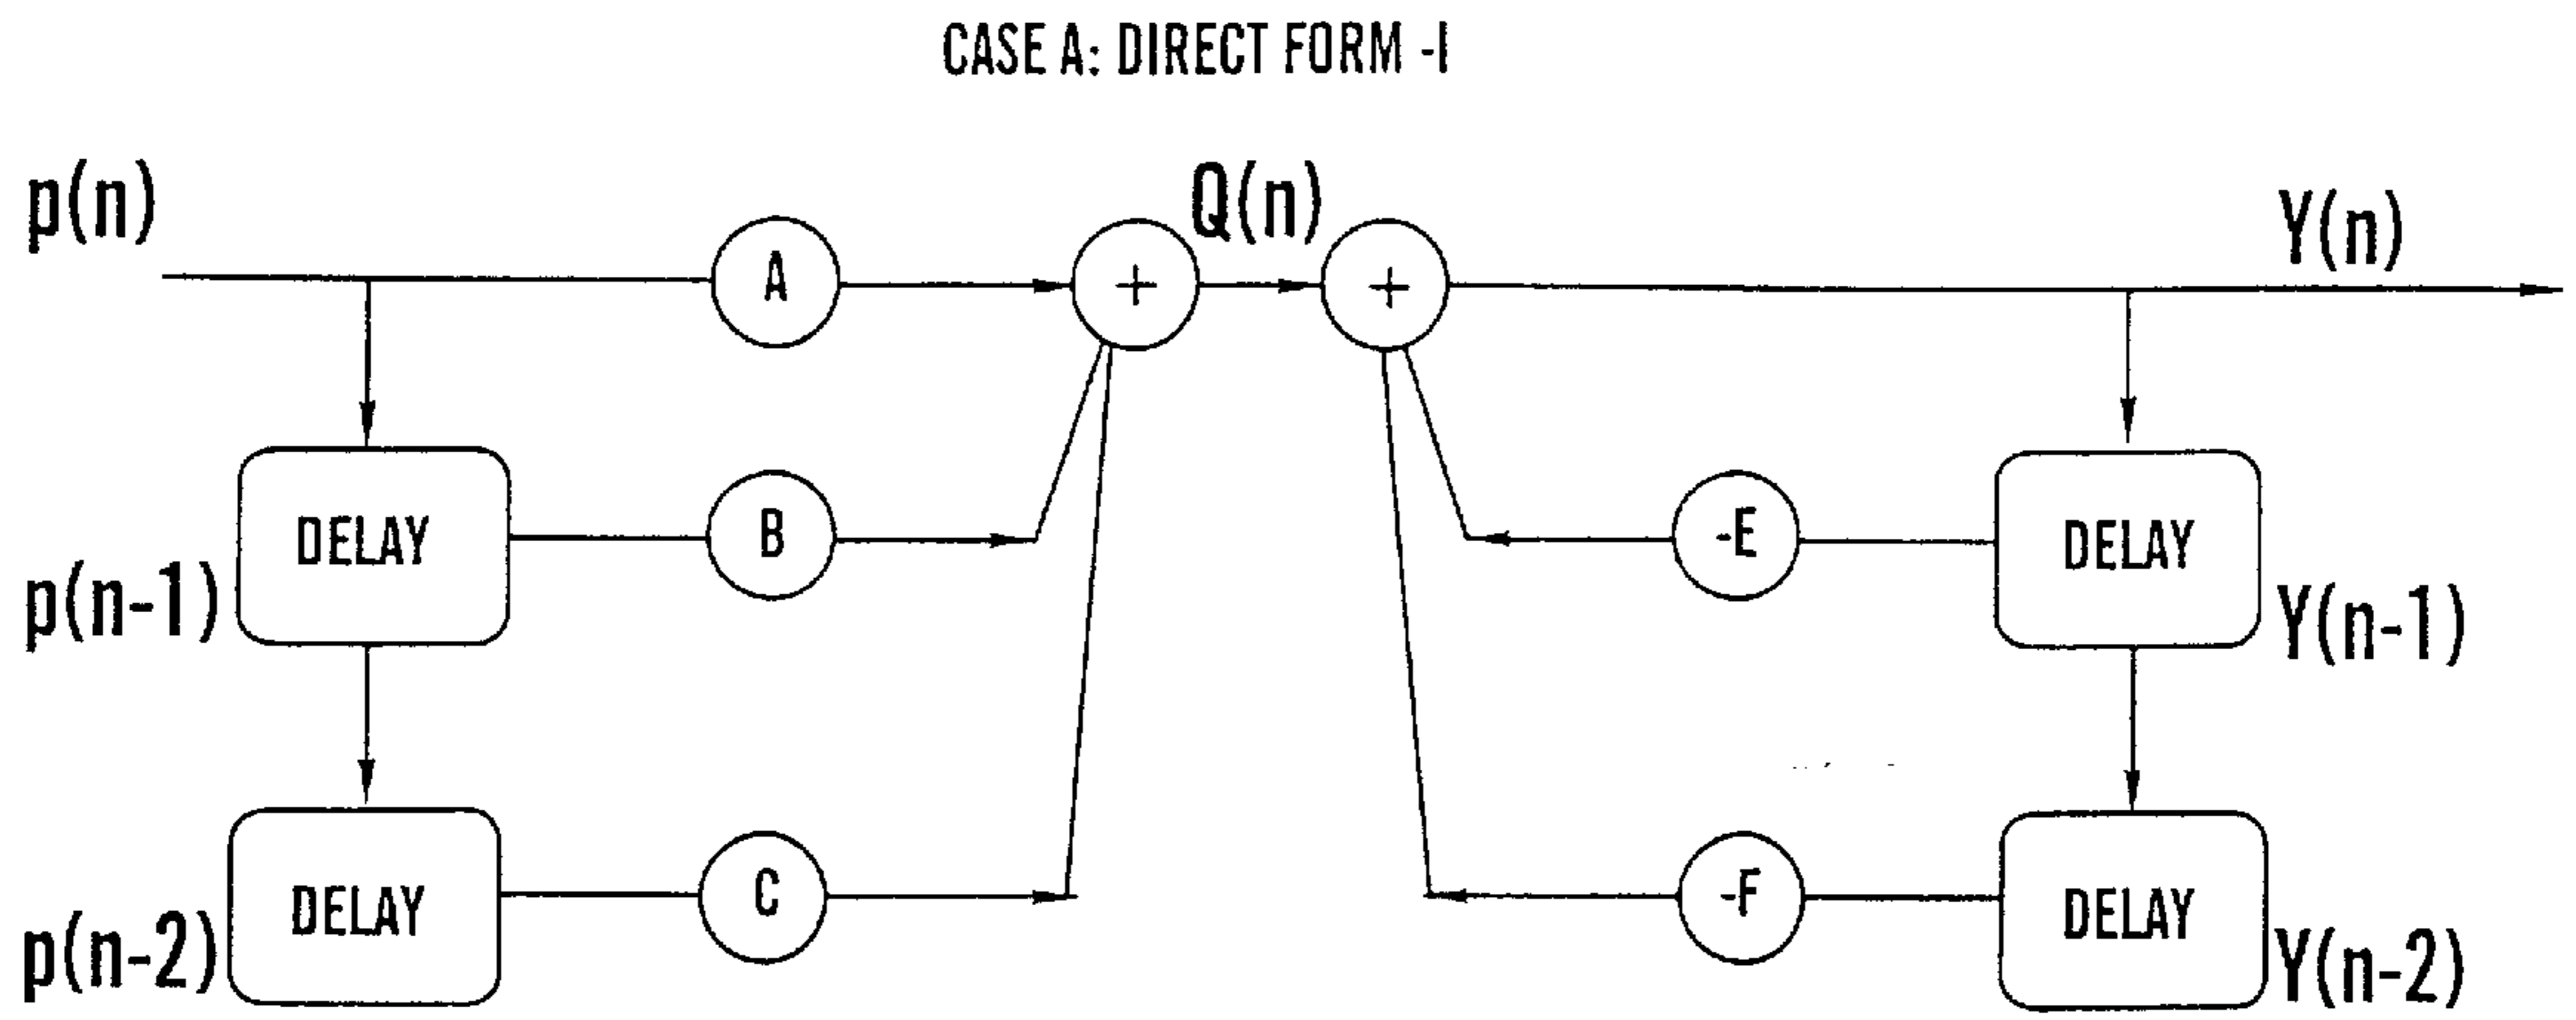 CASE A: DIRECT FORM -I
p(n)
Q(n)
Y(n)
A
+
+
B
-E
DELAY
DELAY
p(n-1)
Y(n-1)
C
-F
DELAY
DELAY
p(n-2)
Y(n-2)